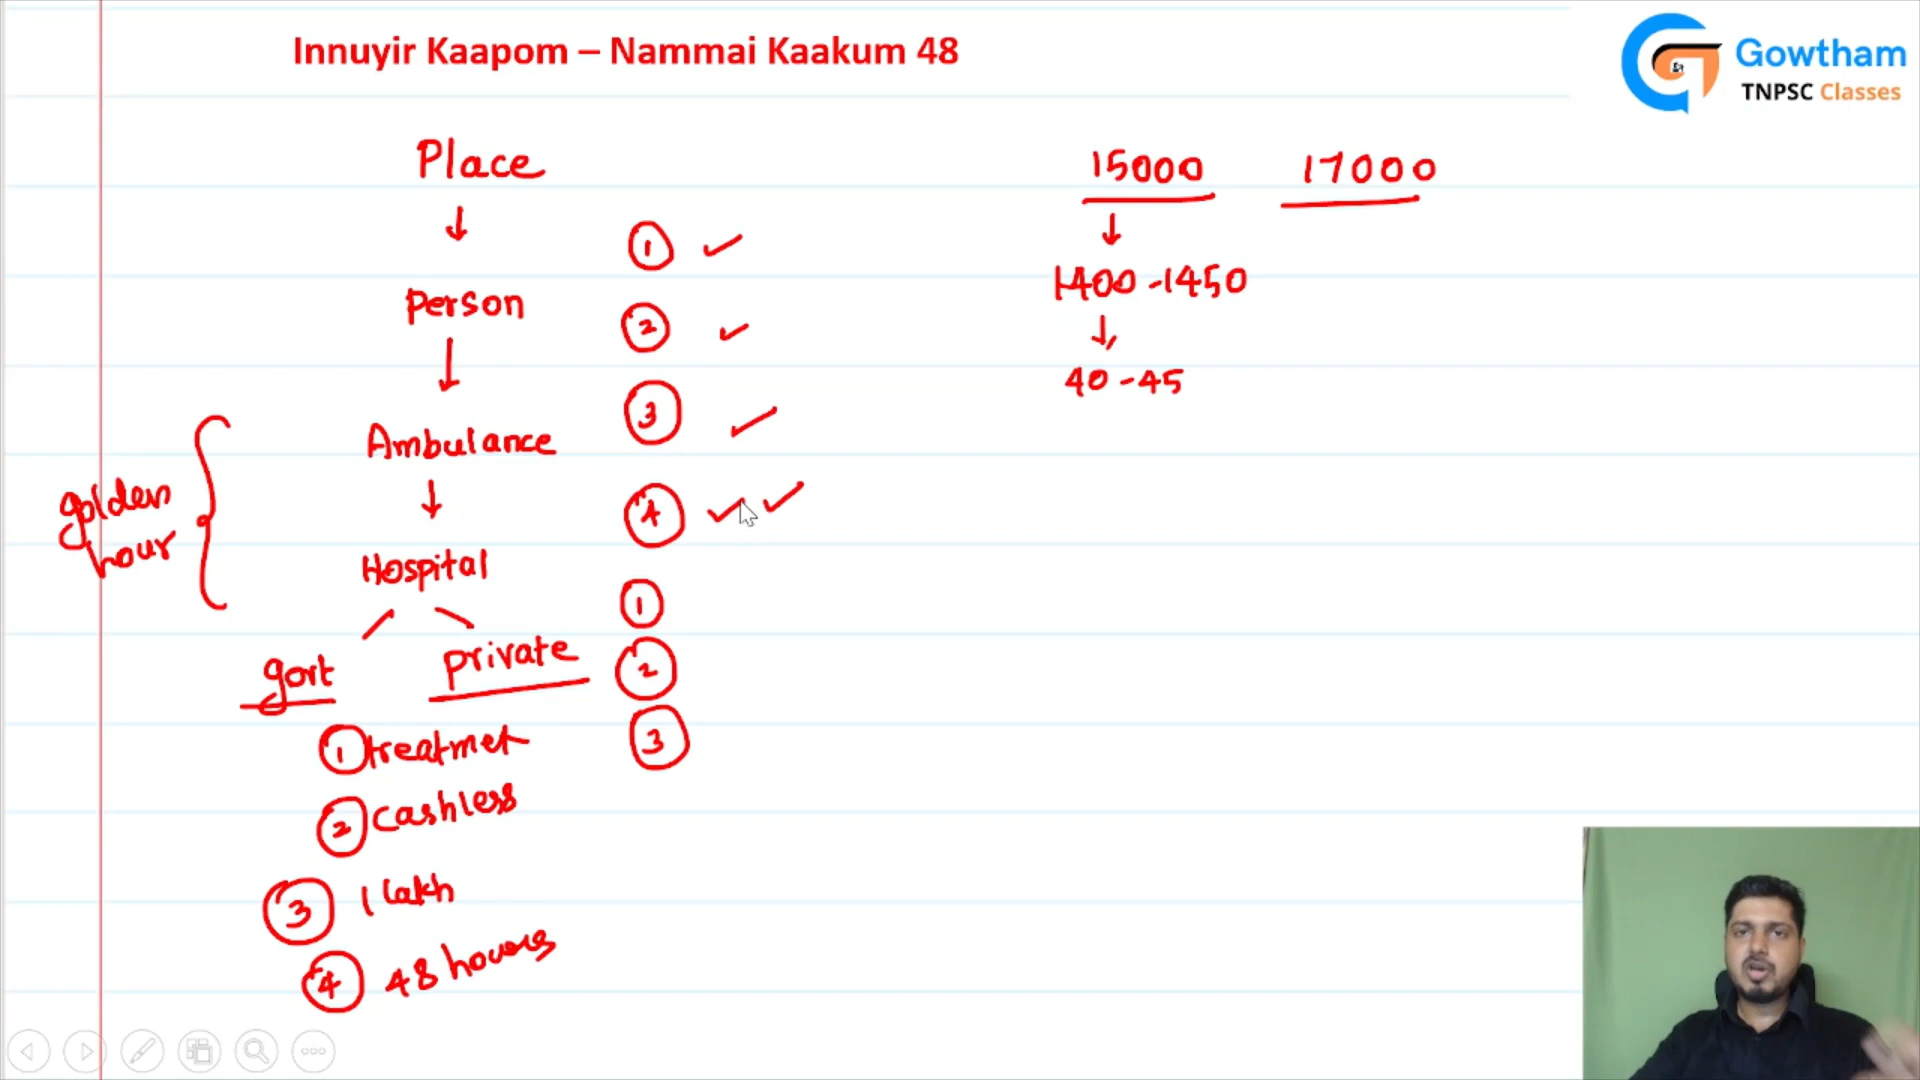 Innuyir Kaapom – Nammai Kaakum 48
Gowtham
TNPSC Classes
Place
Person
Ambulance
golden
hour
Hospital
govt
private
1 treatmet
2 cashless
3 1 lakh
4 48 hours
1
2
3
4
1
2
3
15000
17000
1400 - 1450
40 - 45